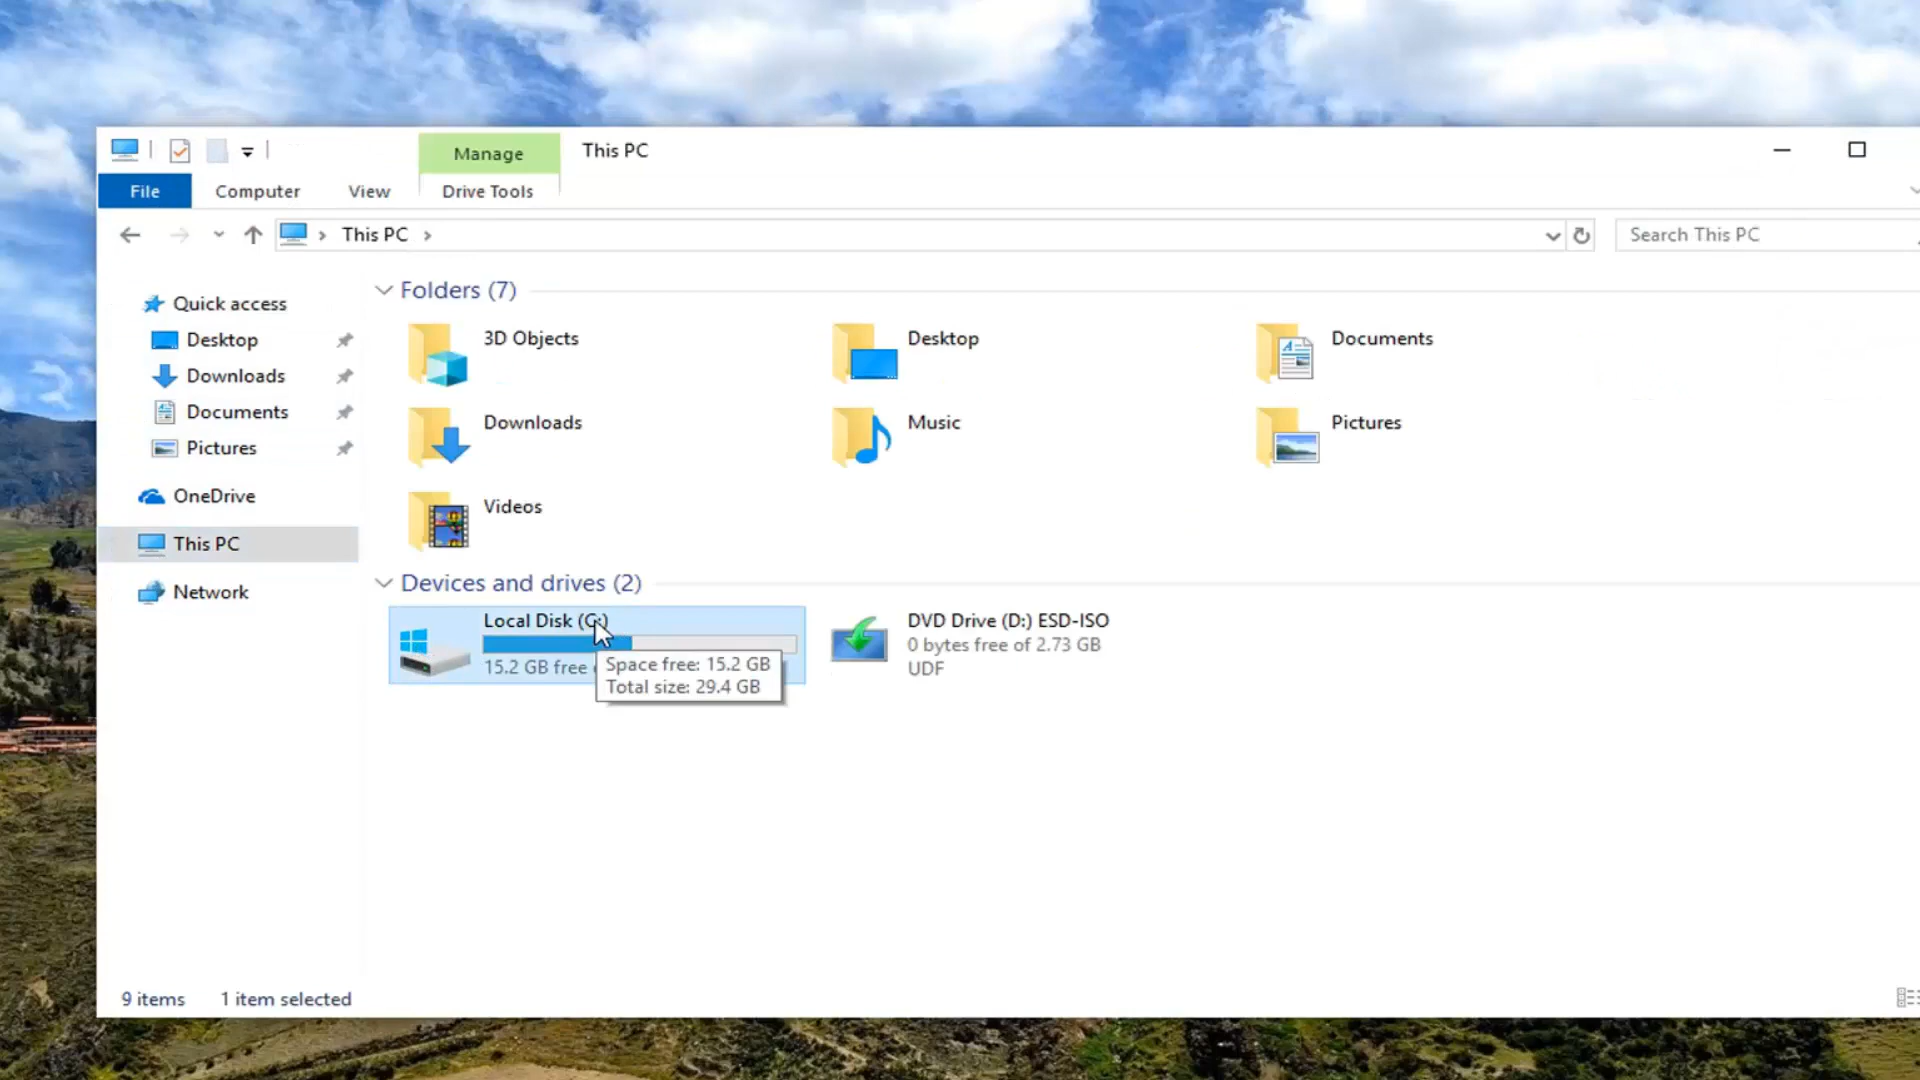 Manage
This PC
File
Computer
View
Drive Tools
This PC
Search This PC
Quick access
Desktop
Downloads
Documents
Pictures
OneDrive
This PC
Network
Folders (7)
3D Objects
Desktop
Documents
Downloads
Music
Pictures
Videos
Devices and drives (2)
Local Disk (C:)
15.2 GB free
Space free: 15.2 GB
Total size: 29.4 GB
DVD Drive (D:) ESD-ISO
0 bytes free of 2.73 GB
UDF
9 items
1 item selected